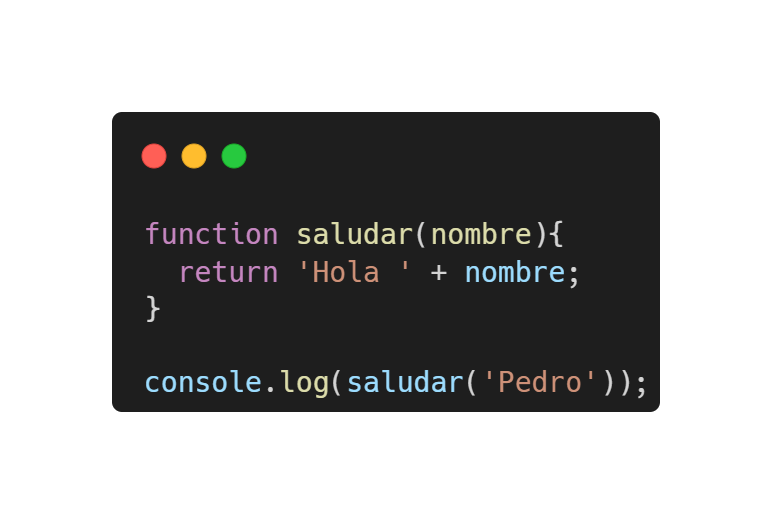 function saludar(nombre){
  return 'Hola ' + nombre;
}
console.log(saludar('Pedro'));